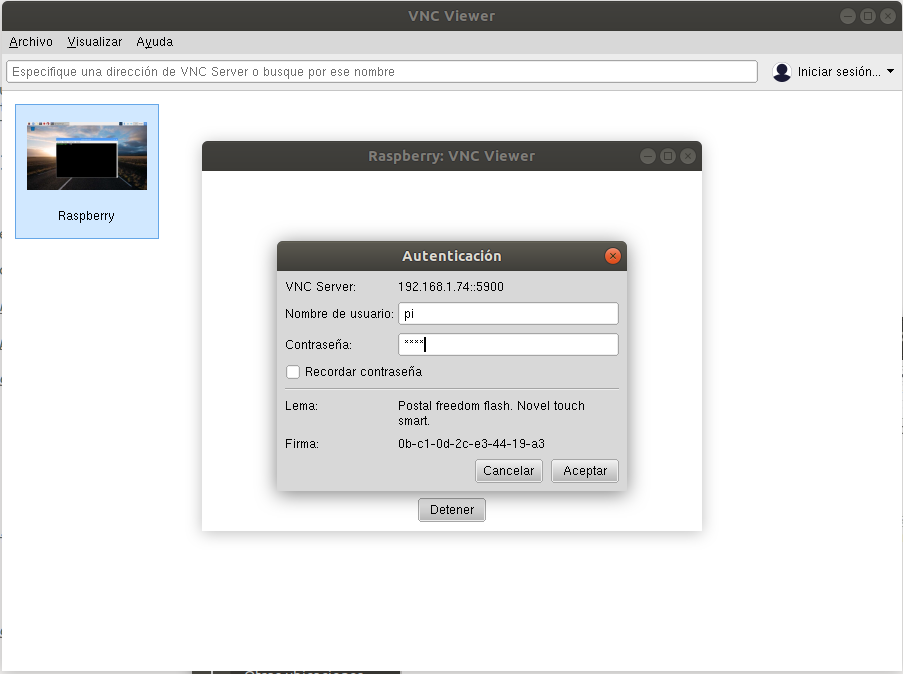 VNC Viewer
Archivo Visualizar Ayuda
Especifique una dirección de VNC Server o busque por ese nombre
Iniciar sesión...
Raspberry
Raspberry: VNC Viewer
Autenticación
VNC Server: 192.168.1.74::5900
Nombre de usuario: pi
Contraseña: ****
Recordar contraseña
Lema: Postal freedom flash. Novel touch
smart.
Firma: 0b-c1-0d-2c-e3-44-19-a3
Cancelar Aceptar
Detener